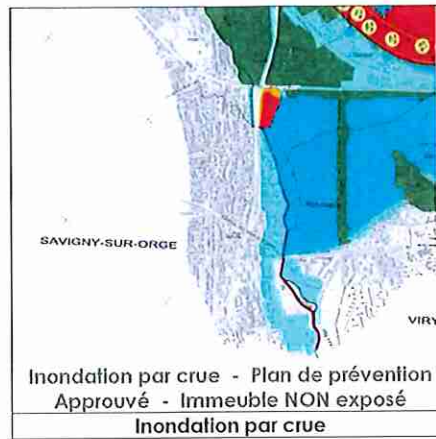 SAVIGNY-SUR-ORGE
VIRY
Inondation par crue - Plan de prévention
Approuvé - Immeuble NON exposé
Inondation par crue